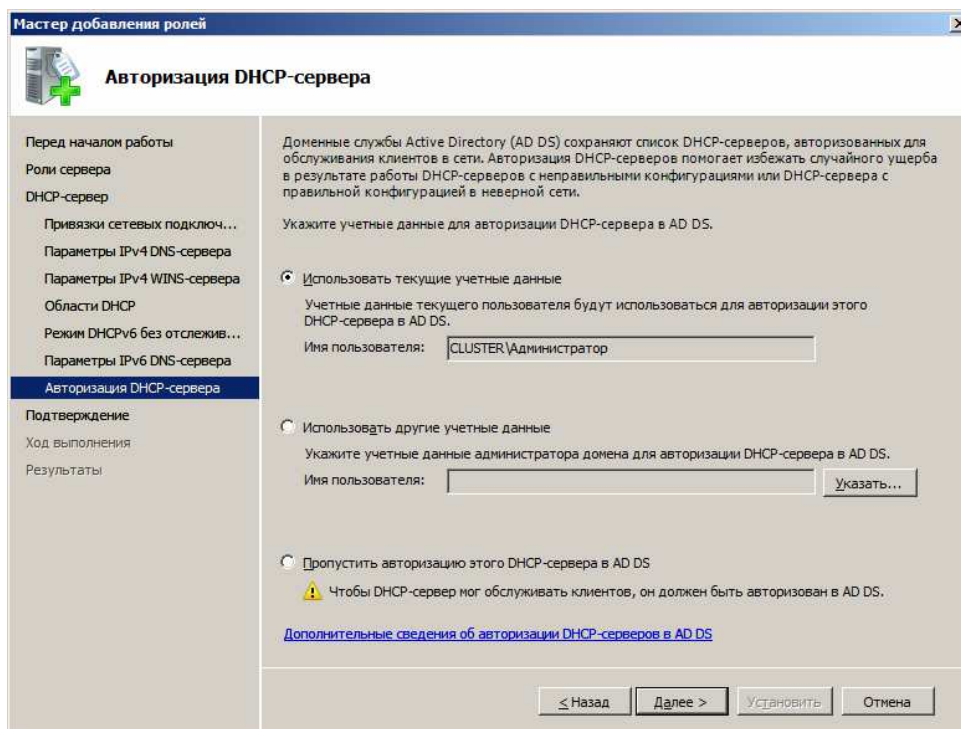 Мастер добавления ролей
Авторизация DHCP-сервера
Перед началом работы
Роли сервера
DHCP-сервер
Привязки сетевых подключ...
Параметры IPv4 DNS-сервера
Параметры IPv4 WINS-сервера
Области DHCP
Режим DHCPv6 без отслежив...
Параметры IPv6 DNS-сервера
Авторизация DHCP-сервера
Подтверждение
Ход выполнения
Результаты
Доменные службы Active Directory (AD DS) сохраняют список DHCP-серверов, авторизованных для
обслуживания клиентов в сети. Авторизация DHCP-серверов помогает избежать случайного ущерба
в результате работы DHCP-серверов с неправильными конфигурациями или DHCP-сервера с
правильной конфигурацией в неверной сети.
Укажите учетные данные для авторизации DHCP-сервера в AD DS.
Использовать текущие учетные данные
Учетные данные текущего пользователя будут использоваться для авторизации этого
DHCP-сервера в AD DS.
Имя пользователя: CLUSTER\Администратор
Использовать другие учетные данные
Укажите учетные данные администратора домена для авторизации DHCP-сервера в AD DS.
Имя пользователя: Указать...
Пропустить авторизацию этого DHCP-сервера в AD DS
Чтобы DHCP-сервер мог обслуживать клиентов, он должен быть авторизован в AD DS.
Дополнительные сведения об авторизации DHCP-серверов в AD DS
< Назад Далее > Установить Отмена